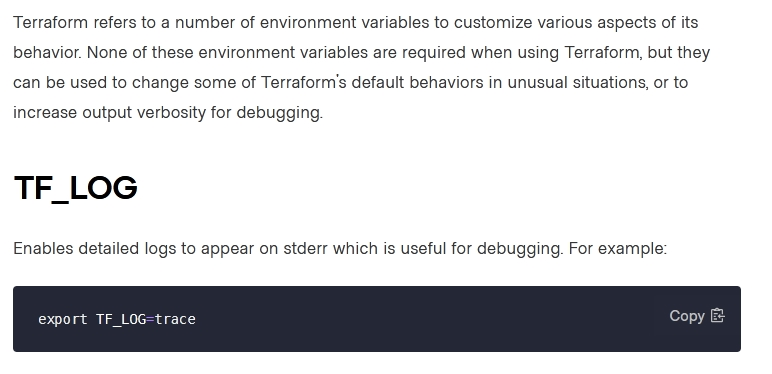 Terraform refers to a number of environment variables to customize various aspects of its
behavior. None of these environment variables are required when using Terraform, but they
can be used to change some of Terraform's default behaviors in unusual situations, or to
increase output verbosity for debugging.
TF_LOG
Enables detailed logs to appear on stderr which is useful for debugging. For example:
export TF_LOG=trace
Copy